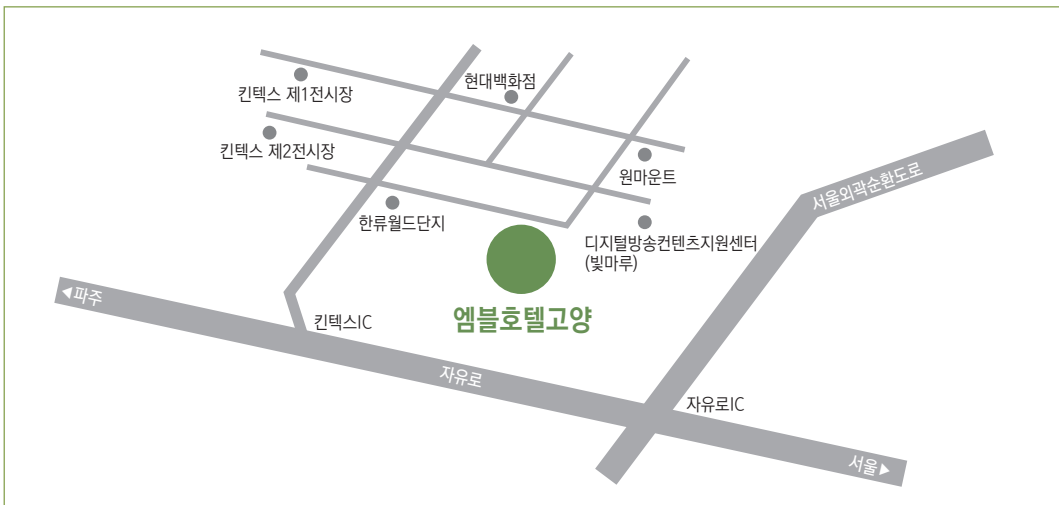 현대백화점
킨텍스 제1전시장
킨텍스 제2전시장
원마운트
한류월드단지
디지털방송컨텐츠지원센터
(빛마루)
서울외곽순환도로
◀파주
킨텍스IC
엠블호텔고양
자유로
자유로IC
서울▶